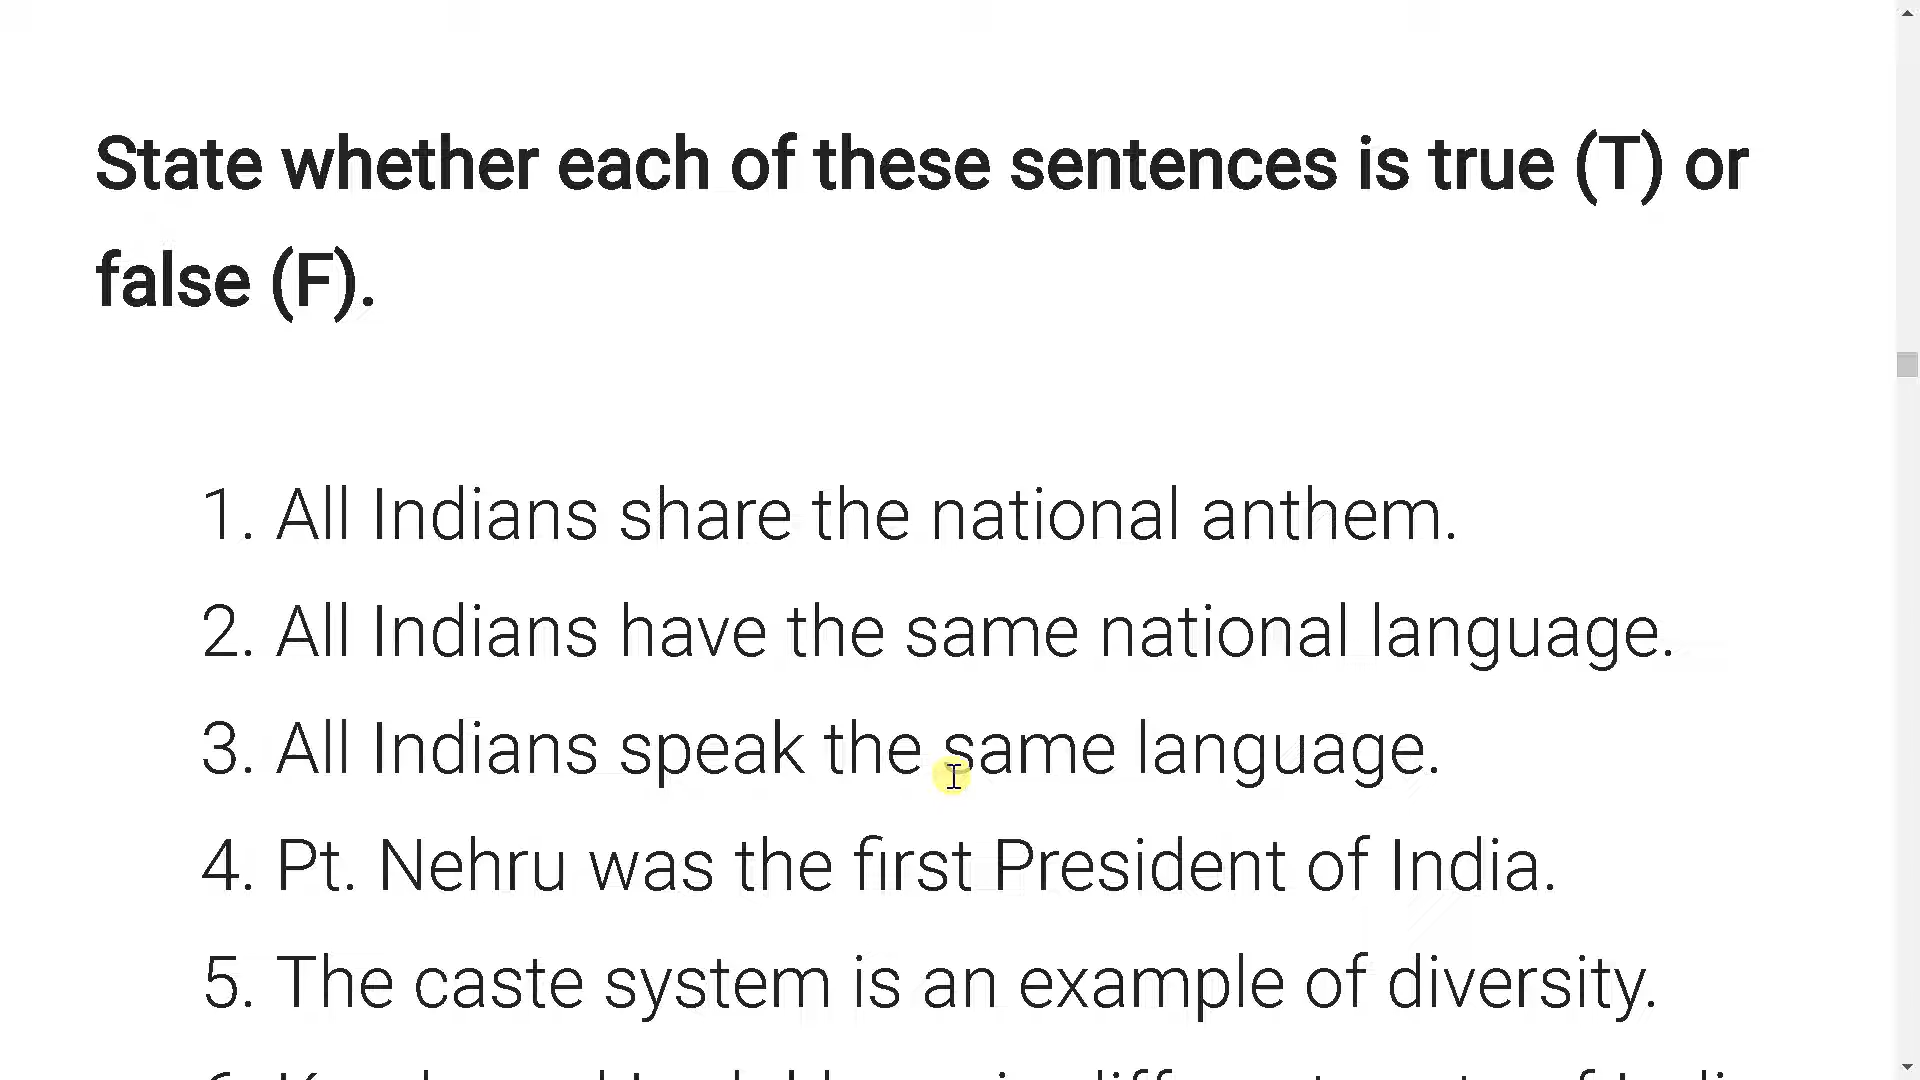 State whether each of these sentences is true (T) or
false (F).
1. All Indians share the national anthem.
2. All Indians have the same national language.
3. All Indians speak the same language.
4. Pt. Nehru was the first President of India.
5. The caste system is an example of diversity.